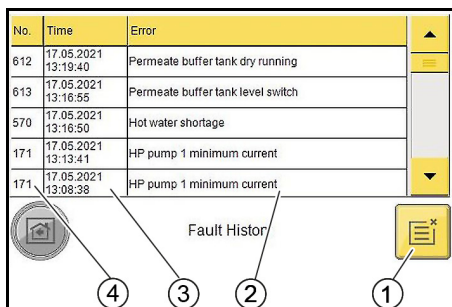 No. Time Error
612 17.05.2021 13:19:40 Permeate buffer tank dry running
613 17.05.2021 13:16:55 Permeate buffer tank level switch
570 17.05.2021 13:16:50 Hot water shortage
171 17.05.2021 13:13:41 HP pump 1 minimum current
171 17.05.2021 13:08:38 HP pump 1 minimum current
Fault Histor
4 3 2 1